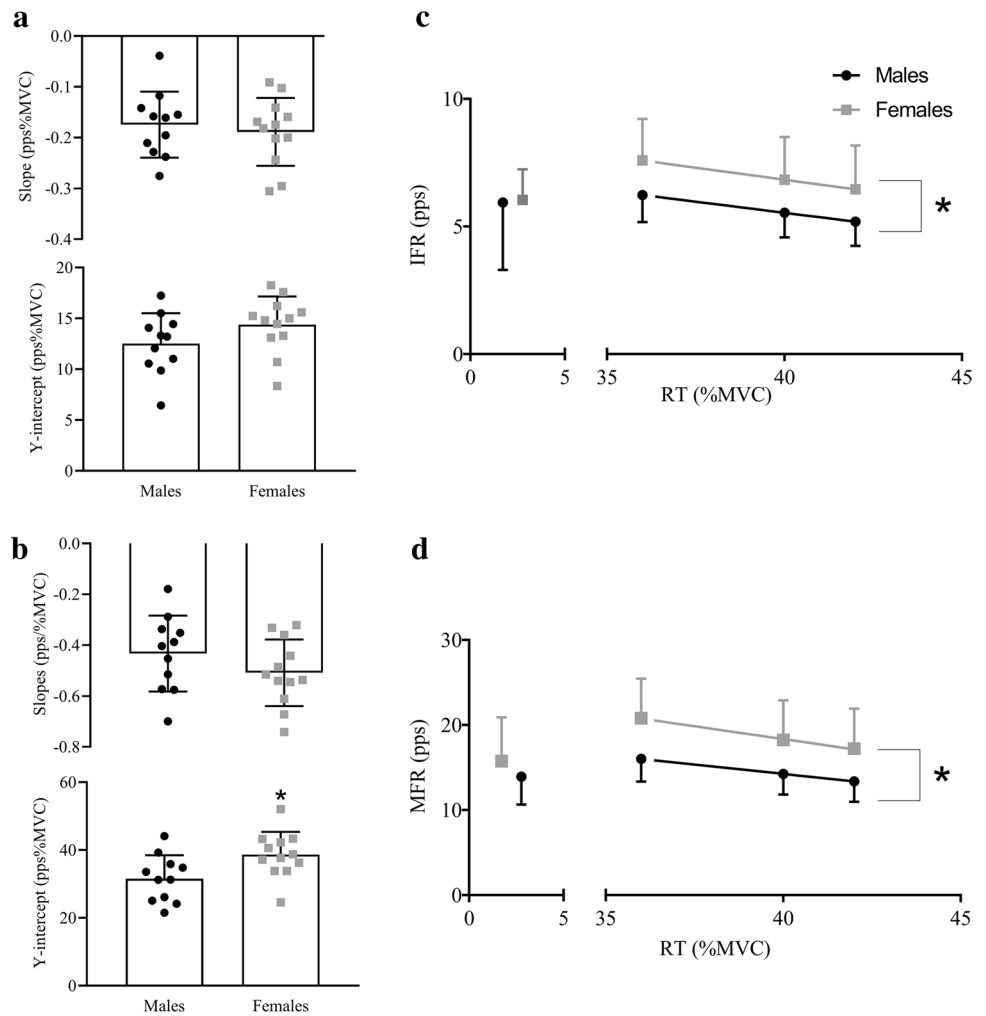 a
0.0
-0.1
-0.2
-0.3
-0.4
Slope (pps%MVC)
20
15
10
5
0
Y-intercept (pps%MVC)
Males Females
b
0.0
-0.2
-0.4
-0.6
-0.8
Slopes (pps/%MVC)
60
40
20
0
Y-intercept (pps%MVC)
*
Males Females
c
Males
Females
10
5
0
IFR (pps)
*
0 5 35 40 45
RT (%MVC)
d
30
20
10
0
MFR (pps)
*
0 5 35 40 45
RT (%MVC)